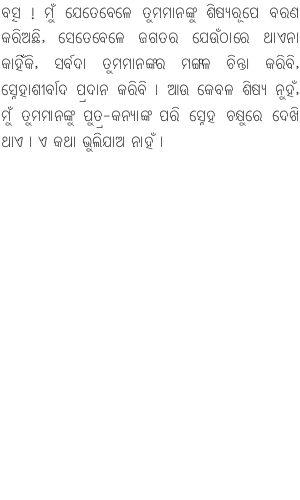 ବତ୍ସ ! ମୁଁ ଯେତେବେଳେ ତୁମମାନଙ୍କୁ ଶିଷ୍ୟରୂପେ ବରଣ
କରିଅଛି, ସେତେବେଳେ ଜଗତର ଯେଉଁଠାରେ ଥାଏନା
କାହିଁକି, ସର୍ବଦା ତୁମମାନଙ୍କର ମଙ୍ଗଳ ଚିନ୍ତା କରିବି,
ସ୍ନେହାଶୀର୍ବାଦ ପ୍ରଦାନ କରିବି । ଆଉ କେବଳ ଶିଷ୍ୟ ନୁହଁ,
ମୁଁ ତୁମମାନଙ୍କୁ ପୁତ୍ର-କନ୍ୟାଙ୍କ ପରି ସ୍ନେହ ଚକ୍ଷୁରେ ଦେଖି
ଥାଏ । ଏ କଥା ଭୁଲିଯାଅ ନାହିଁ ।